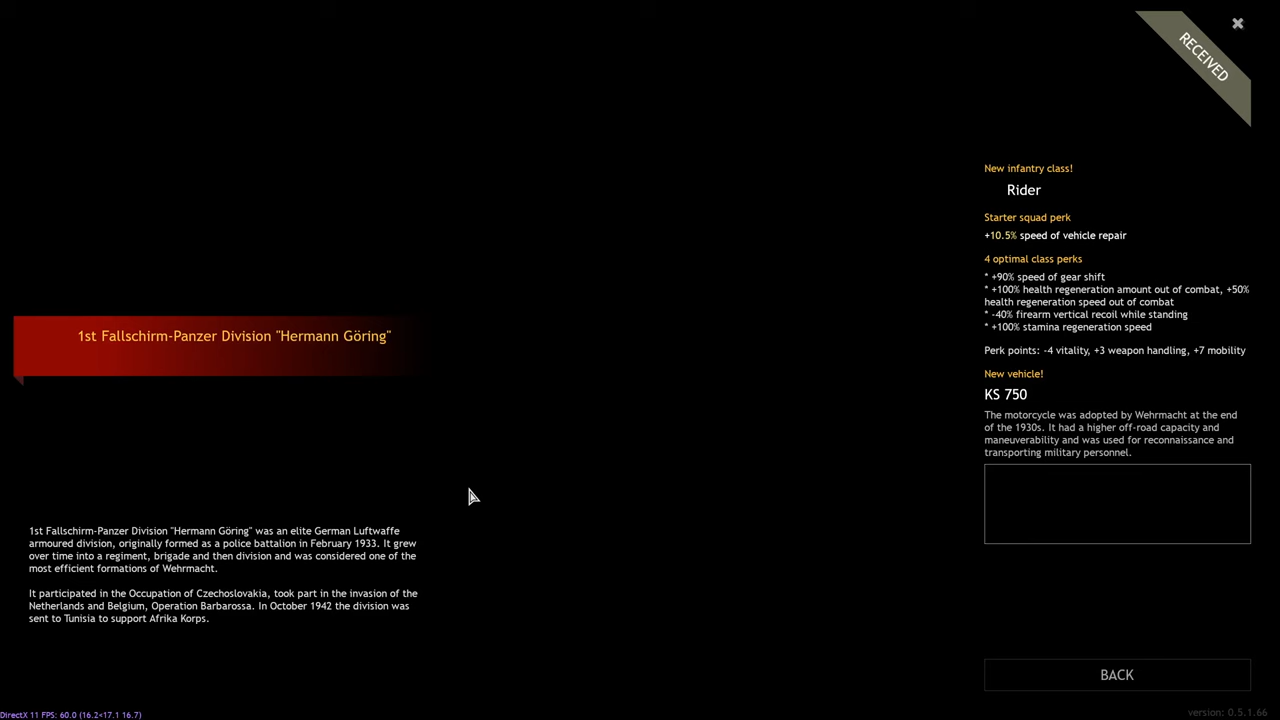 RECEIVED
New infantry class!
Rider
Starter squad perk
+10.5% speed of vehicle repair
4 optimal class perks
* +90% speed of gear shift
* +100% health regeneration amount out of combat, +50%
health regeneration speed out of combat
* -40% firearm vertical recoil while standing
* +100% stamina regeneration speed
Perk points: -4 vitality, +3 weapon handling, +7 mobility
New vehicle!
KS 750
The motorcycle was adopted by Wehrmacht at the end
of the 1930s. It had a higher off-road capacity and
maneuverability and was used for reconnaissance and
transporting military personnel.
1st Fallschirm-Panzer Division "Hermann Göring"
1st Fallschirm-Panzer Division "Hermann Göring" was an elite German Luftwaffe
armoured division, originally formed as a police battalion in February 1933. It grew
over time into a regiment, brigade and then division and was considered one of the
most efficient formations of Wehrmacht.
It participated in the Occupation of Czechoslovakia, took part in the invasion of the
Netherlands and Belgium, Operation Barbarossa. In October 1942 the division was
sent to Tunisia to support Afrika Korps.
BACK
DirectX 11 FPS: 60.0 (16.2<17.1 16.7)
version: 0.5.1.66